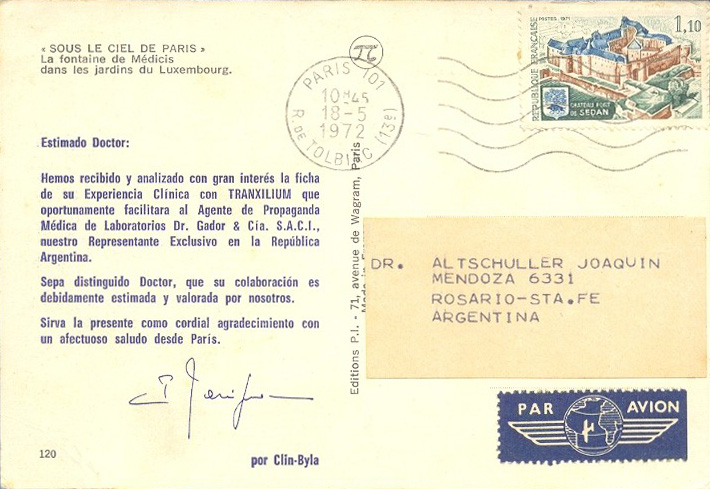 « SOUS LE CIEL DE PARIS »
La fontaine de Médicis
dans les jardins du Luxembourg.
PARIS 101
10H45
18-5
1972
R. DE TOLBIAC (13e)
REPUBLIQUE FRANÇAISE
POSTES 1971
1,10
CHATEAU FORT
DE SEDAN
Estimado Doctor:
Hemos recibido y analizado con gran interés la ficha
de su Experiencia Clínica con TRANXILIUM que
oportunamente facilitara al Agente de Propaganda
Médica de Laboratorios Dr. Gador & Cía. S.A.C.I.,
nuestro Representante Exclusivo en la República
Argentina.
Sepa distinguido Doctor, que su colaboración es
debidamente estimada y valorada por nosotros.
Sirva la presente como cordial agradecimiento con
un afectuoso saludo desde París.
120
por Clin-Byla
Editions P.I. - 71, avenue de Wagram, Paris
Made in
DR. ALTSCHULLER JOAQUIN
MENDOZA 6331
ROSARIO-STA.FE
ARGENTINA
PAR AVION